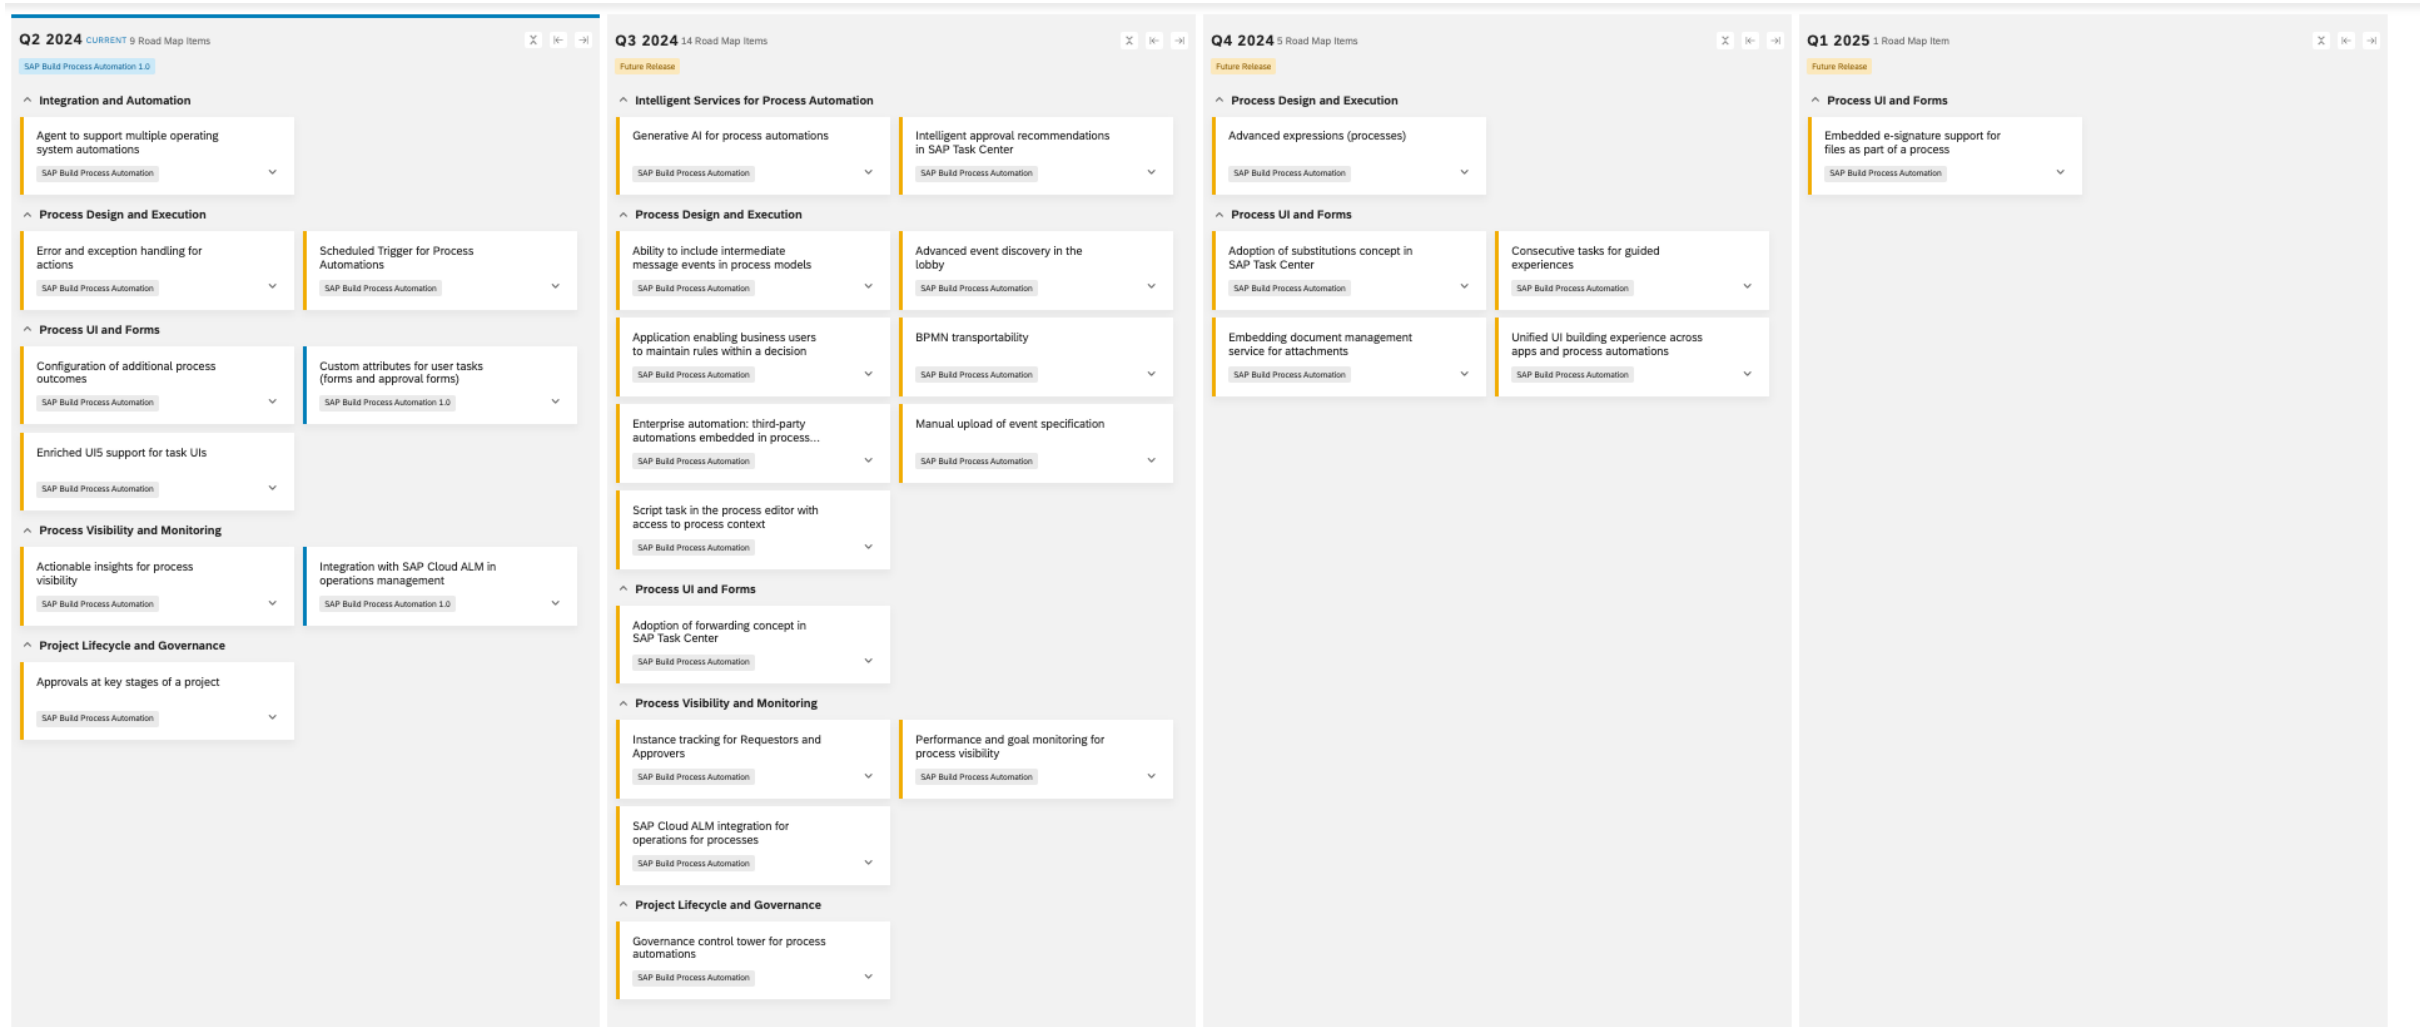 Q2 2024 CURRENT 9 Road Map Items
SAP Build Process Automation 1.0
Integration and Automation
Agent to support multiple operating
system automations
SAP Build Process Automation
Process Design and Execution
Error and exception handling for
actions
SAP Build Process Automation
Scheduled Trigger for Process
Automations
SAP Build Process Automation
Process UI and Forms
Configuration of additional process
outcomes
SAP Build Process Automation
Custom attributes for user tasks
(forms and approval forms)
SAP Build Process Automation 1.0
Enriched UI5 support for task UIs
SAP Build Process Automation
Process Visibility and Monitoring
Actionable insights for process
visibility
SAP Build Process Automation
Integration with SAP Cloud ALM in
operations management
SAP Build Process Automation 1.0
Project Lifecycle and Governance
Approvals at key stages of a project
SAP Build Process Automation
Q3 2024 14 Road Map Items
Future Release
Intelligent Services for Process Automation
Generative AI for process automations
SAP Build Process Automation
Intelligent approval recommendations
in SAP Task Center
SAP Build Process Automation
Process Design and Execution
Ability to include intermediate
message events in process models
SAP Build Process Automation
Advanced event discovery in the
lobby
SAP Build Process Automation
Application enabling business users
to maintain rules within a decision
SAP Build Process Automation
BPMN transportability
SAP Build Process Automation
Enterprise automation: third-party
automations embedded in process...
SAP Build Process Automation
Manual upload of event specification
SAP Build Process Automation
Script task in the process editor with
access to process context
SAP Build Process Automation
Process UI and Forms
Adoption of forwarding concept in
SAP Task Center
SAP Build Process Automation
Process Visibility and Monitoring
Instance tracking for Requestors and
Approvers
SAP Build Process Automation
Performance and goal monitoring for
process visibility
SAP Build Process Automation
SAP Cloud ALM integration for
operations for processes
SAP Build Process Automation
Project Lifecycle and Governance
Governance control tower for process
automations
SAP Build Process Automation
Q4 2024 5 Road Map Items
Future Release
Process Design and Execution
Advanced expressions (processes)
SAP Build Process Automation
Process UI and Forms
Adoption of substitutions concept in
SAP Task Center
SAP Build Process Automation
Consecutive tasks for guided
experiences
SAP Build Process Automation
Embedding document management
service for attachments
SAP Build Process Automation
Unified UI building experience across
apps and process automations
SAP Build Process Automation
Q1 2025 1 Road Map Item
Future Release
Process UI and Forms
Embedded e-signature support for
files as part of a process
SAP Build Process Automation